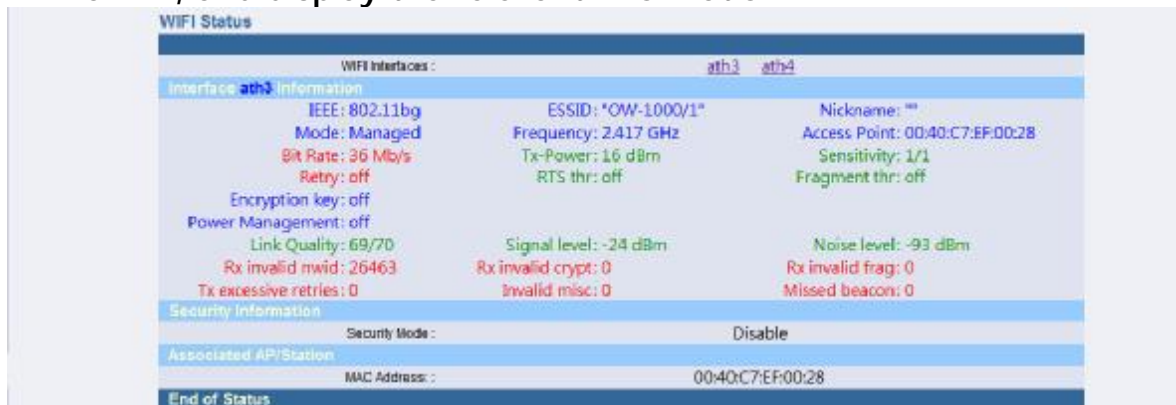 WIFI Status
WIFI Interfaces : ath3 ath4
Interface ath3 Information
IEEE: 802.11bg ESSID: "OW-1000/1" Nickname: ""
Mode: Managed Frequency: 2.417 GHz Access Point: 00:40:C7:EF:00:28
Bit Rate: 36 Mb/s Tx-Power: 16 dBm Sensitivity: 1/1
Retry: off RTS thr: off Fragment thr: off
Encryption key: off
Power Management: off
Link Quality: 69/70 Signal level: -24 dBm Noise level: -93 dBm
Rx invalid nwid: 26463 Rx invalid crypt: 0 Rx invalid frag: 0
Tx excessive retries: 0 Invalid misc: 0 Missed beacon: 0
Security Information
Security Mode : Disable
Associated AP/Station
MAC Address: : 00:40:C7:EF:00:28
End of Status